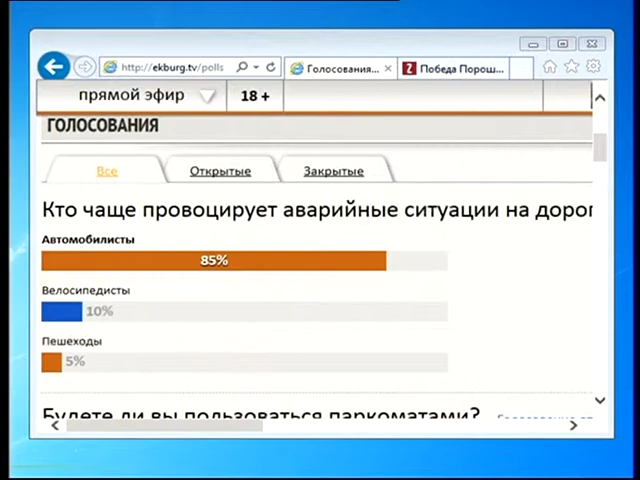 http://ekburg.tv/polls
Голосования...
Победа Порош...
прямой эфир
18 +
ГОЛОСОВАНИЯ
Все
Открытые
Закрытые
Кто чаще провоцирует аварийные ситуации на дорог
Автомобилисты
85%
Велосипедисты
10%
Пешеходы
5%
Будете ли вы пользоваться паркоматами?